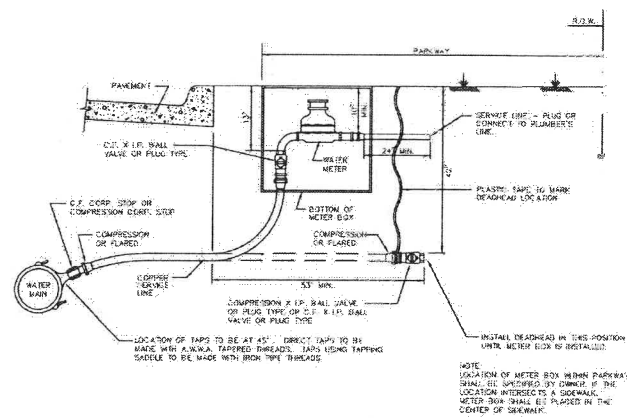 R.O.W.
PARKWAY
PAVEMENT
MIN.
SERVICE LINE - PLUG OR
CONNECT TO PLUMBER'S
LINE.
C.F. X I.P. BALL
VALVE OR PLUG TYPE
WATER
METER
24" MIN.
42"
PLASTIC TAPE TO MARK
DEADHEAD LOCATION
C.F. CORP. STOP OR
COMPRESSION CORP. STOP
BOTTOM OF
METER BOX
COMPRESSION
OR FLARED
COMPRESSION
OR FLARED
COPPER
SERVICE
LINE
WATER
MAIN
53" MIN.
COMPRESSION X I.P. BALL VALVE
OR PLUG TYPE OR C.F. X I.P. BALL
VALVE OR PLUG TYPE
LOCATION OF TAPS TO BE AT 45°. DIRECT TAPS TO BE
MADE WITH A.W.W.A. TAPERED THREADS. TAPS USING TAPPING
SADDLE TO BE MADE WITH IRON PIPE THREADS.
INSTALL DEADHEAD IN THIS POSITION
UNTIL METER BOX IS INSTALLED.
NOTE:
LOCATION OF METER BOX WITHIN PARKWAY
SHALL BE SPECIFIED BY OWNER. IF THE
LOCATION INTERSECTS A SIDEWALK,
METER BOX SHALL BE PLACED IN THE
CENTER OF SIDEWALK.